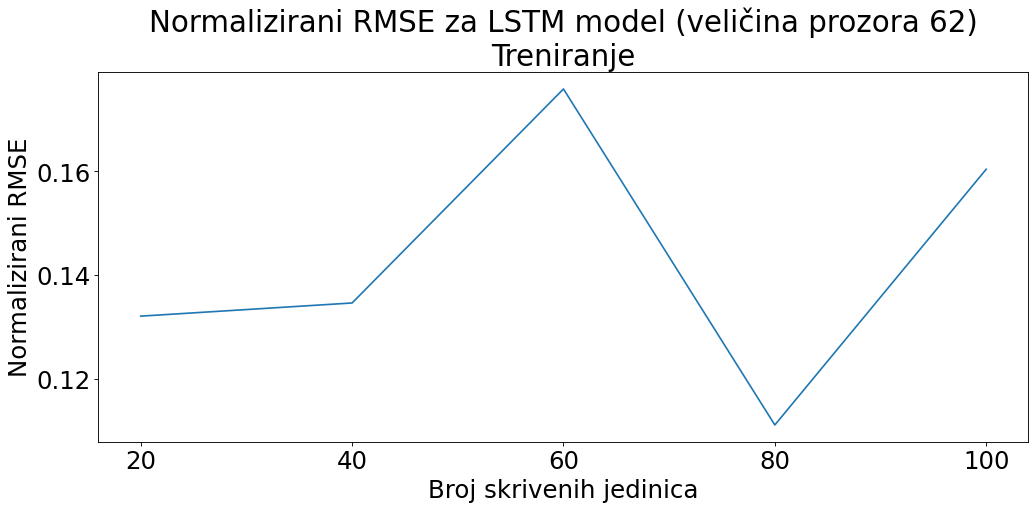 Normalizirani RMSE za LSTM model (veličina prozora 62)
Treniranje
Normalizirani RMSE
0.16
0.14
0.12
20 40 60 80 100
Broj skrivenih jedinica